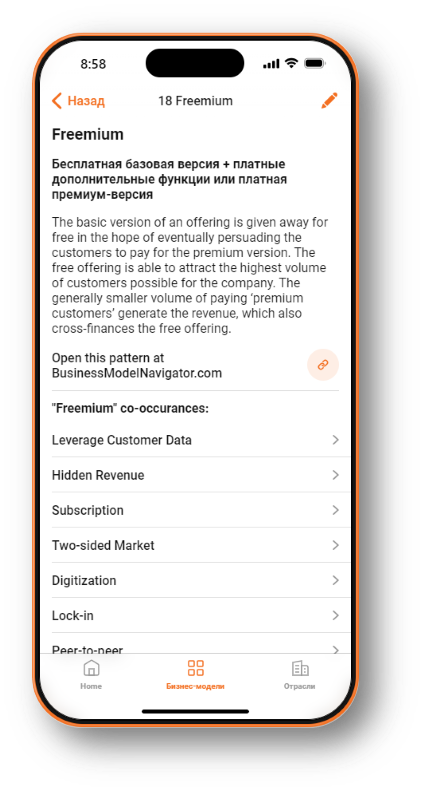 8:58
Назад
18 Freemium
Freemium
Бесплатная базовая версия + платные
дополнительные функции или платная
премиум-версия
The basic version of an offering is given away for
free in the hope of eventually persuading the
customers to pay for the premium version. The
free offering is able to attract the highest volume
of customers possible for the company. The
generally smaller volume of paying ‘premium
customers’ generate the revenue, which also
cross-finances the free offering.
Open this pattern at
BusinessModelNavigator.com
"Freemium" co-occurances:
Leverage Customer Data
Hidden Revenue
Subscription
Two-sided Market
Digitization
Lock-in
Peer-to-peer
Home
Бизнес-модели
Отрасли